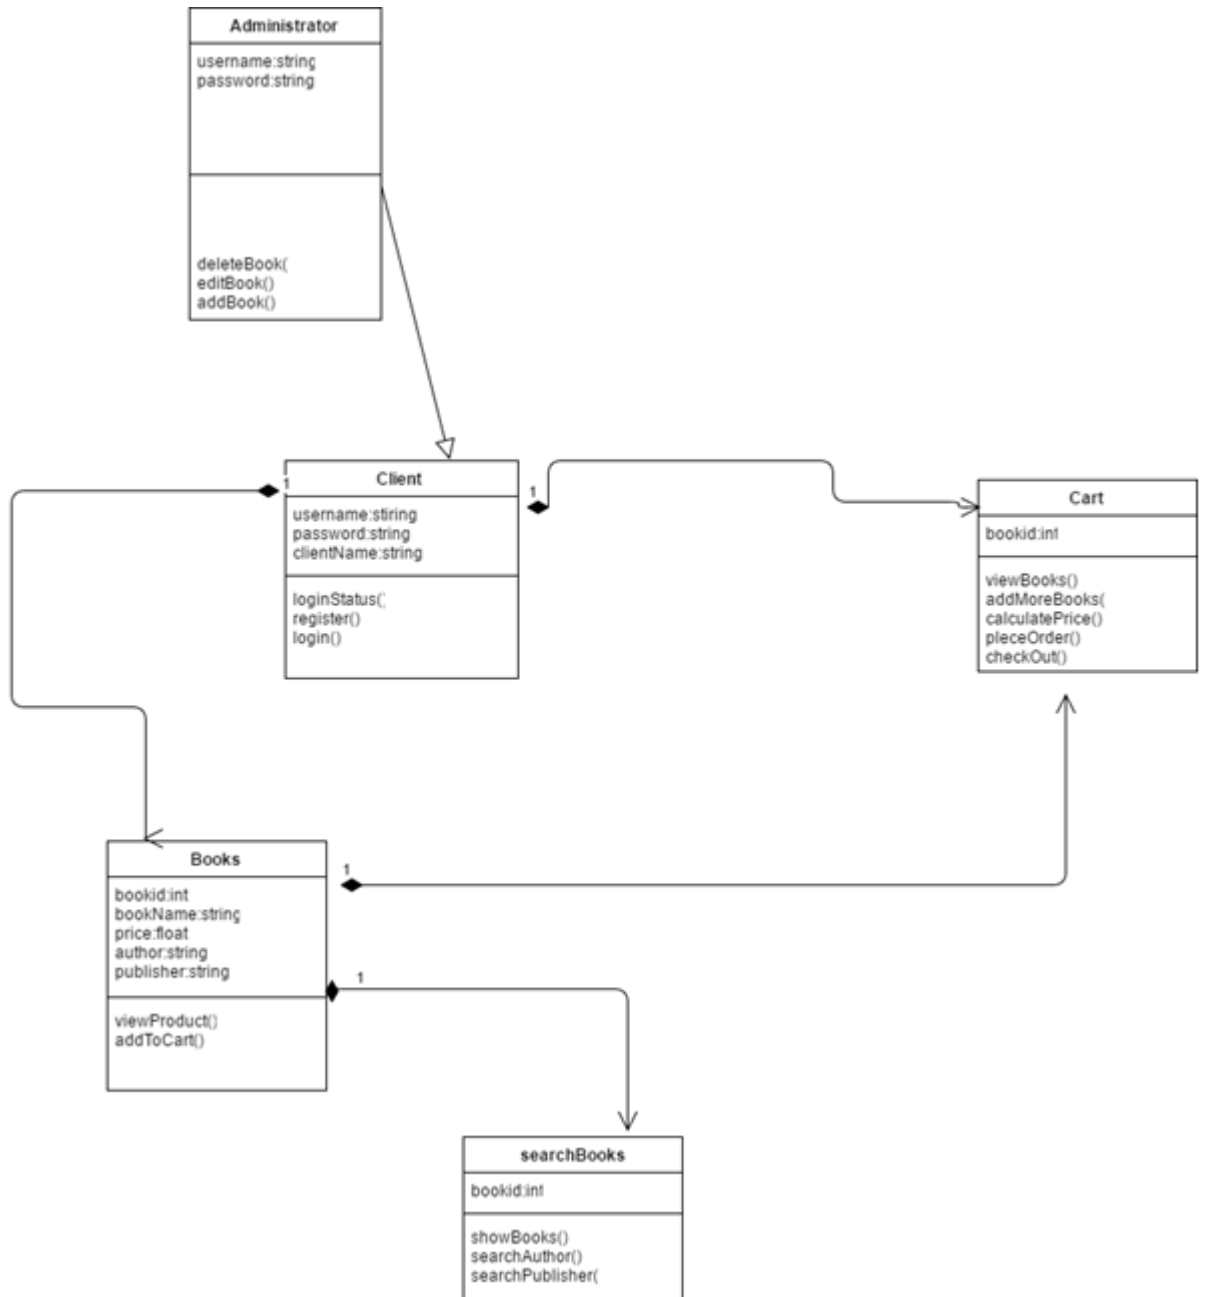 Administrator
username:string
password:string
deleteBook(
editBook()
addBook()
1
Client
username:stiring
password:string
clientName:string
loginStatus(
register()
login()
1
Cart
bookid:int
viewBooks()
addMoreBooks(
calculatePrice()
pleceOrder()
checkOut()
Books
bookid:int
bookName:string
price:float
author:string
publisher:string
viewProduct()
addToCart()
1
1
searchBooks
bookid:int
showBooks()
searchAuthor()
searchPublisher(